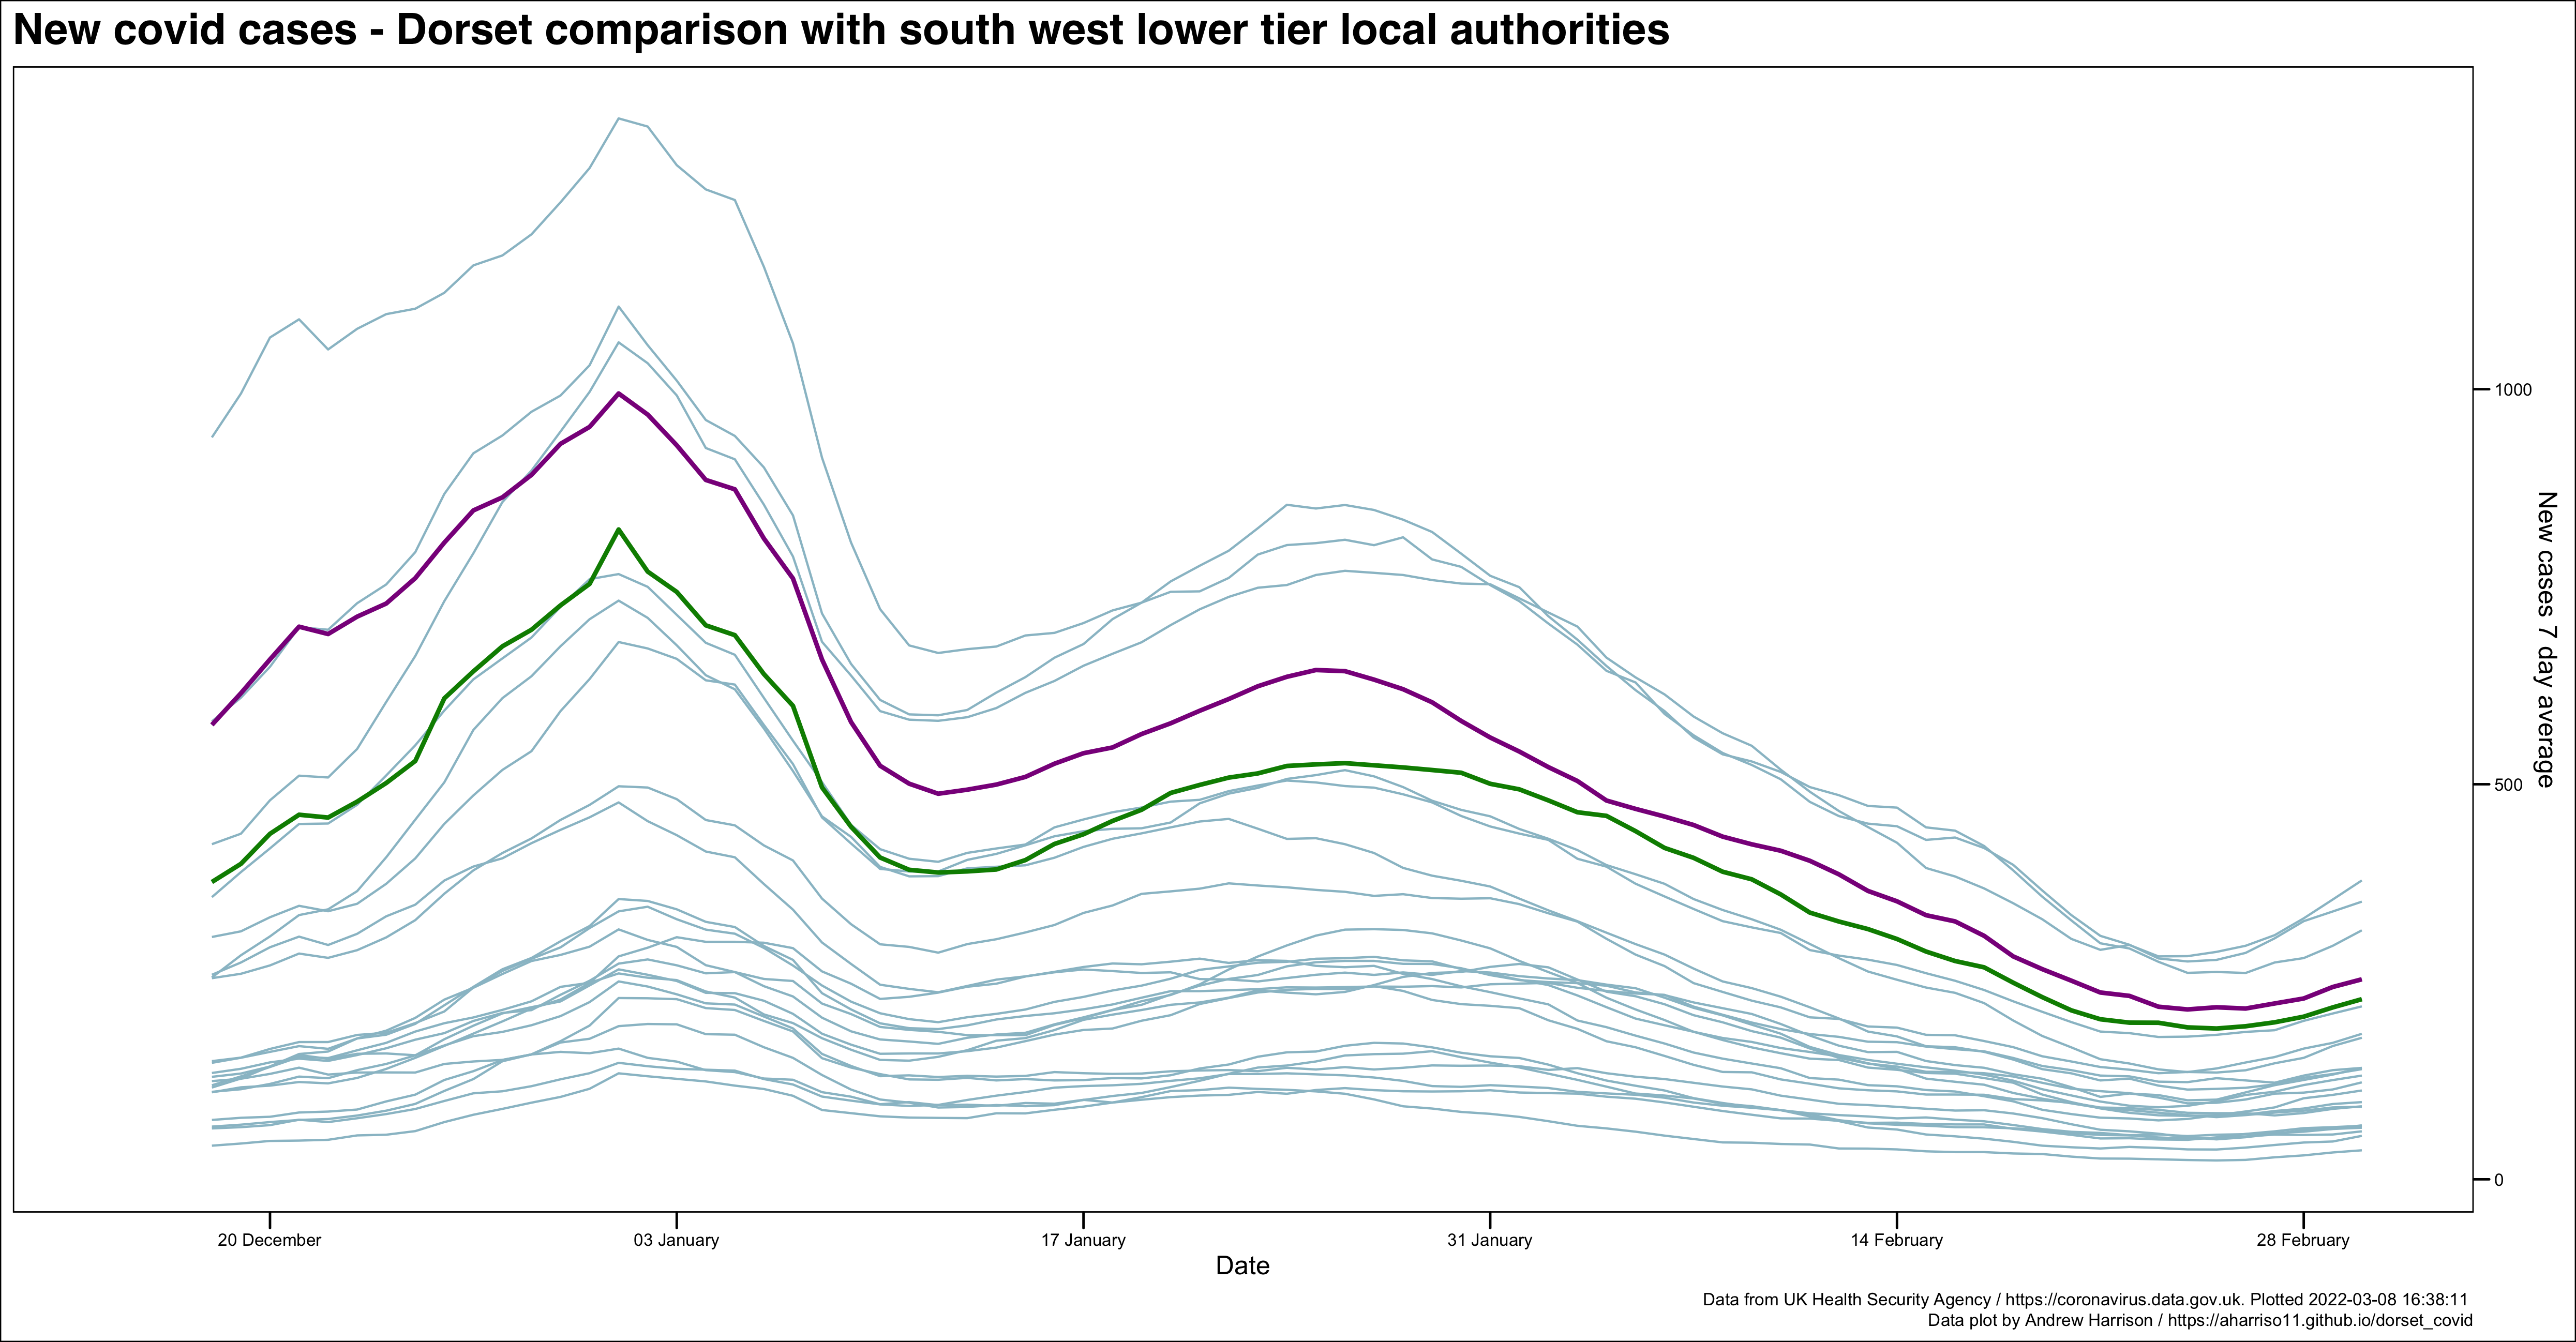 New covid cases - Dorset comparison with south west lower tier local authorities
1000
500
0
New cases 7 day average
20 December
03 January
17 January
31 January
14 February
28 February
Date
Data from UK Health Security Agency / https://coronavirus.data.gov.uk. Plotted 2022-03-08 16:38:11
Data plot by Andrew Harrison / https://aharriso11.github.io/dorset_covid